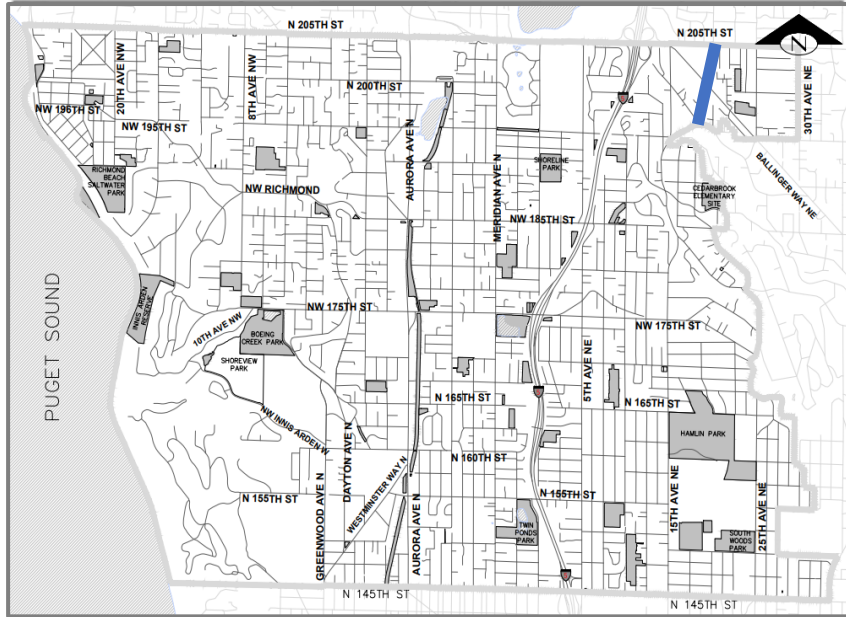 N 205TH ST
N 205TH ST
N
20TH AVE NW
8TH AVE NW
N 200TH ST
30TH AVE NE
NW 196TH ST
NW 195TH ST
AURORA AVE N
MERIDIAN AVE N
SHORELINE
PARK
BALLINGER WAY NE
RICHMOND
BEACH
SALTWATER
PARK
NW RICHMOND
CEDARBROOK
ELEMENTARY
SITE
NW 185TH ST
PUGET SOUND
INNIS ARDEN
RESERVE
NW 175TH ST
10TH AVE NW
BOEING
CREEK PARK
NW 175TH ST
SHOREVIEW
PARK
5TH AVE NE
N 165TH ST
N 165TH ST
NW INNIS ARDEN W
DAYTON AVE N
HAMLIN PARK
N 160TH ST
GREENWOOD AVE N
WESTMINSTER WAY N
N 155TH ST
N 155TH ST
AURORA AVE N
15TH AVE NE
25TH AVE NE
TWIN
PONDS
PARK
SOUTH
WOODS
PARK
N 145TH ST
N 145TH ST